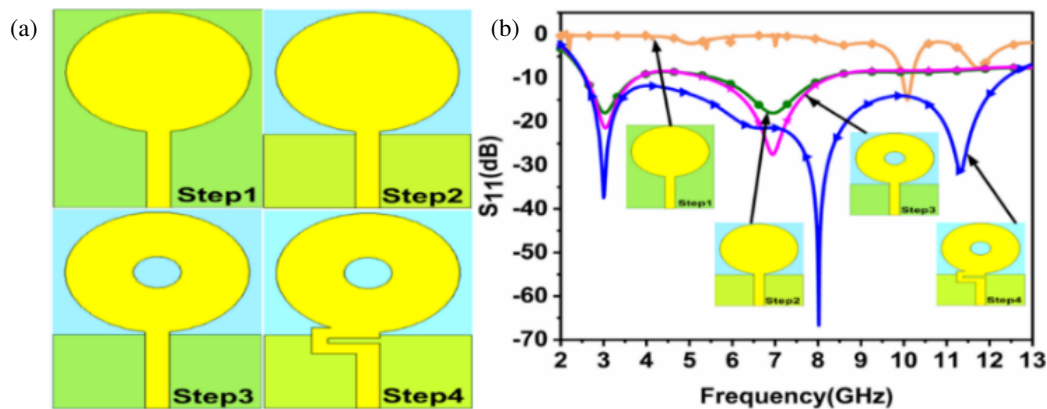 (a)
Step1
Step2
Step3
Step4
(b)
S11(dB)
0
-10
-20
-30
-40
-50
-60
-70
Step1
Step2
Step3
Step4
2 3 4 5 6 7 8 9 10 11 12 13
Frequency(GHz)